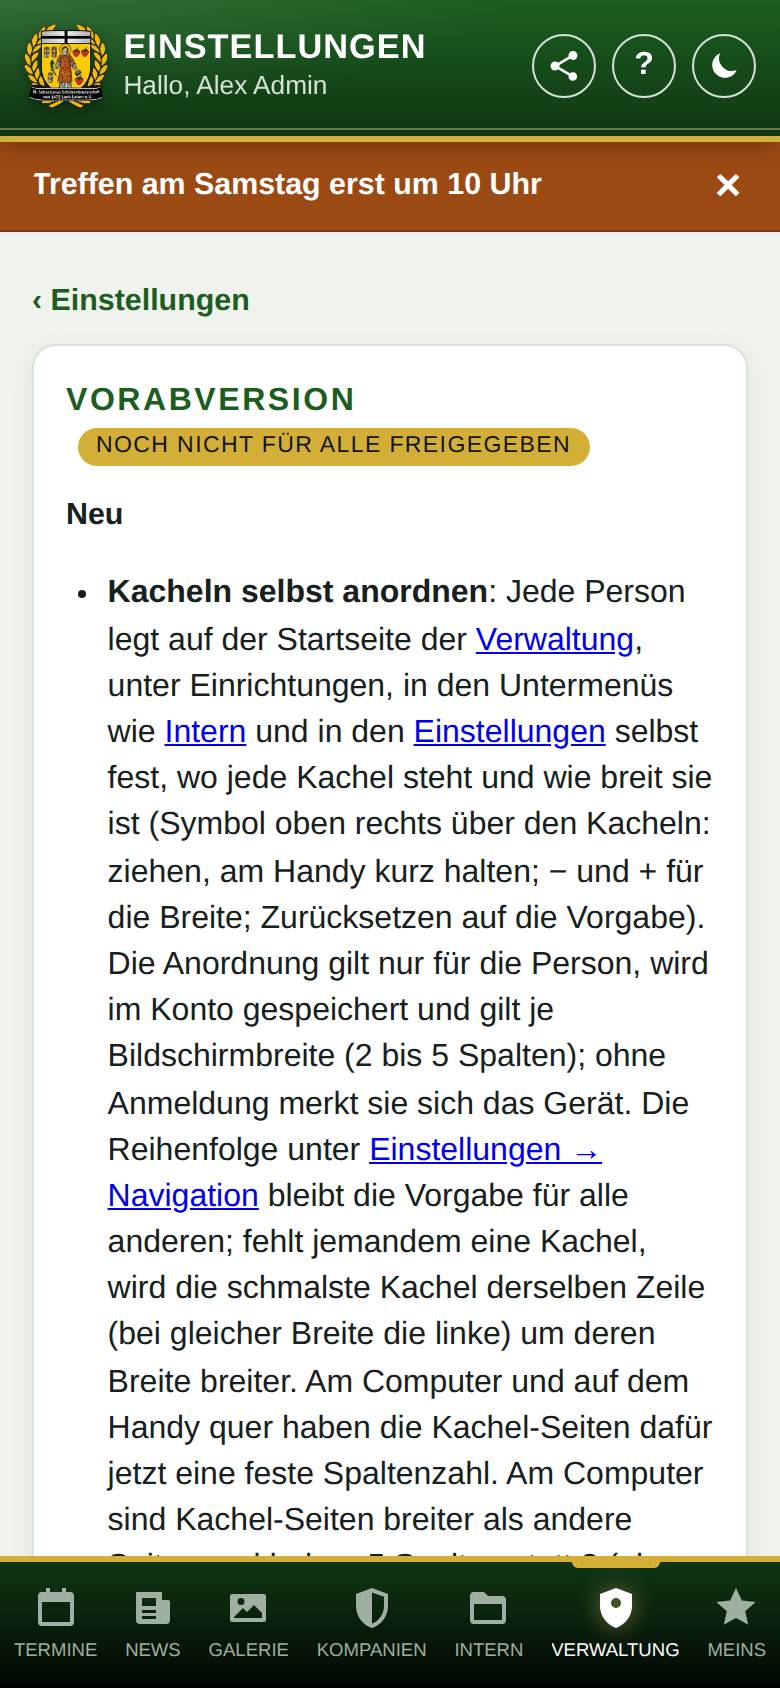 EINSTELLUNGEN
Hallo, Alex Admin
?
Treffen am Samstag erst um 10 Uhr
×
‹ Einstellungen
VORABVERSION
NOCH NICHT FÜR ALLE FREIGEGEBEN
Neu
• Kacheln selbst anordnen: Jede Person
legt auf der Startseite der Verwaltung,
unter Einrichtungen, in den Untermenüs
wie Intern und in den Einstellungen selbst
fest, wo jede Kachel steht und wie breit sie
ist (Symbol oben rechts über den Kacheln:
ziehen, am Handy kurz halten; − und + für
die Breite; Zurücksetzen auf die Vorgabe).
Die Anordnung gilt nur für die Person, wird
im Konto gespeichert und gilt je
Bildschirmbreite (2 bis 5 Spalten); ohne
Anmeldung merkt sie sich das Gerät. Die
Reihenfolge unter Einstellungen →
Navigation bleibt die Vorgabe für alle
anderen; fehlt jemandem eine Kachel,
wird die schmalste Kachel derselben Zeile
(bei gleicher Breite die linke) um deren
Breite breiter. Am Computer und auf dem
Handy quer haben die Kachel-Seiten dafür
jetzt eine feste Spaltenzahl. Am Computer
sind Kachel-Seiten breiter als andere
TERMINE
NEWS
GALERIE
KOMPANIEN
INTERN
VERWALTUNG
MEINS